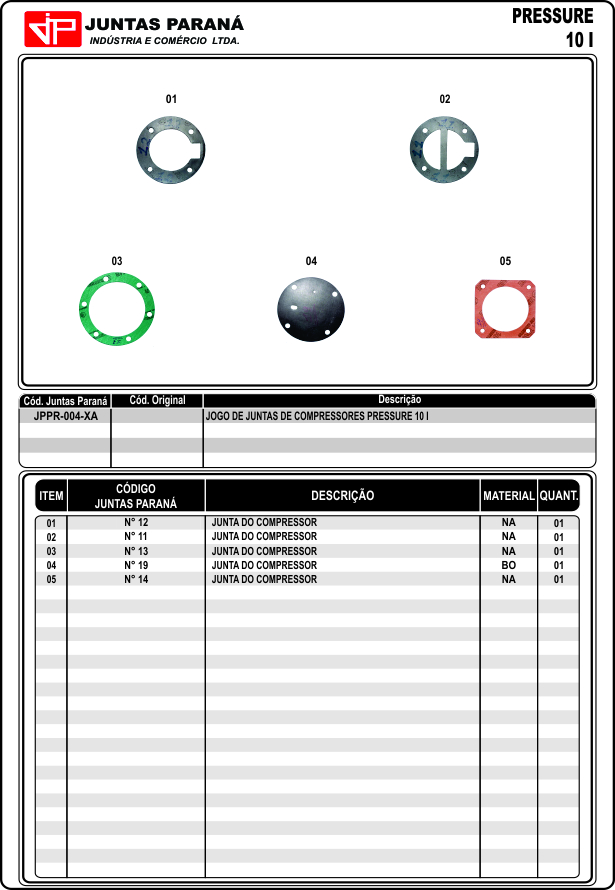 JP
JUNTAS PARANÁ
INDÚSTRIA E COMÉRCIO LTDA.
PRESSURE
10 I
01
02
03
04
05
Cód. Juntas Paraná Cód. Original Descrição
JPPR-004-XA JOGO DE JUNTAS DE COMPRESSORES PRESSURE 10 I
ITEM CÓDIGO JUNTAS PARANÁ DESCRIÇÃO MATERIAL QUANT.
01 N° 12 JUNTA DO COMPRESSOR NA 01
02 N° 11 JUNTA DO COMPRESSOR NA 01
03 N° 13 JUNTA DO COMPRESSOR NA 01
04 N° 19 JUNTA DO COMPRESSOR BO 01
05 N° 14 JUNTA DO COMPRESSOR NA 01